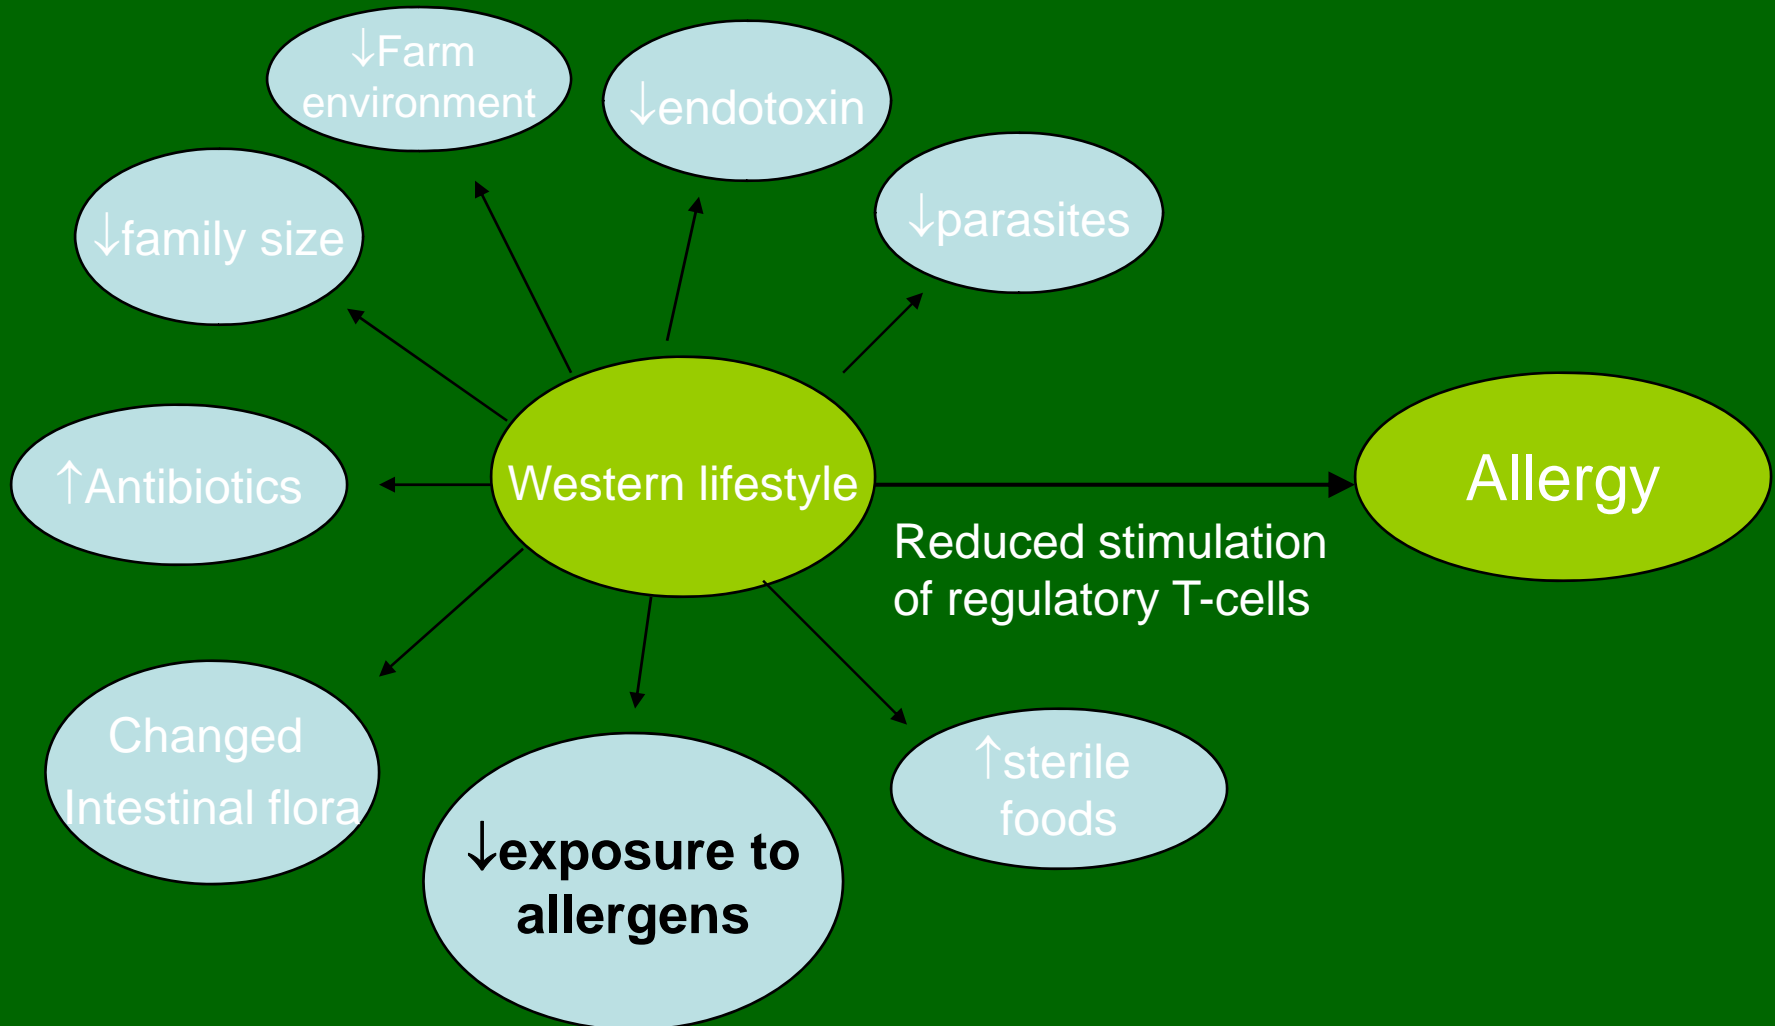 ↓Farm
environment
↓endotoxin
↓parasites
↓family size
↑Antibiotics
Western lifestyle
Allergy
Reduced stimulation
of regulatory T-cells
Changed
Intestinal flora
↓exposure to
allergens
↑sterile
foods